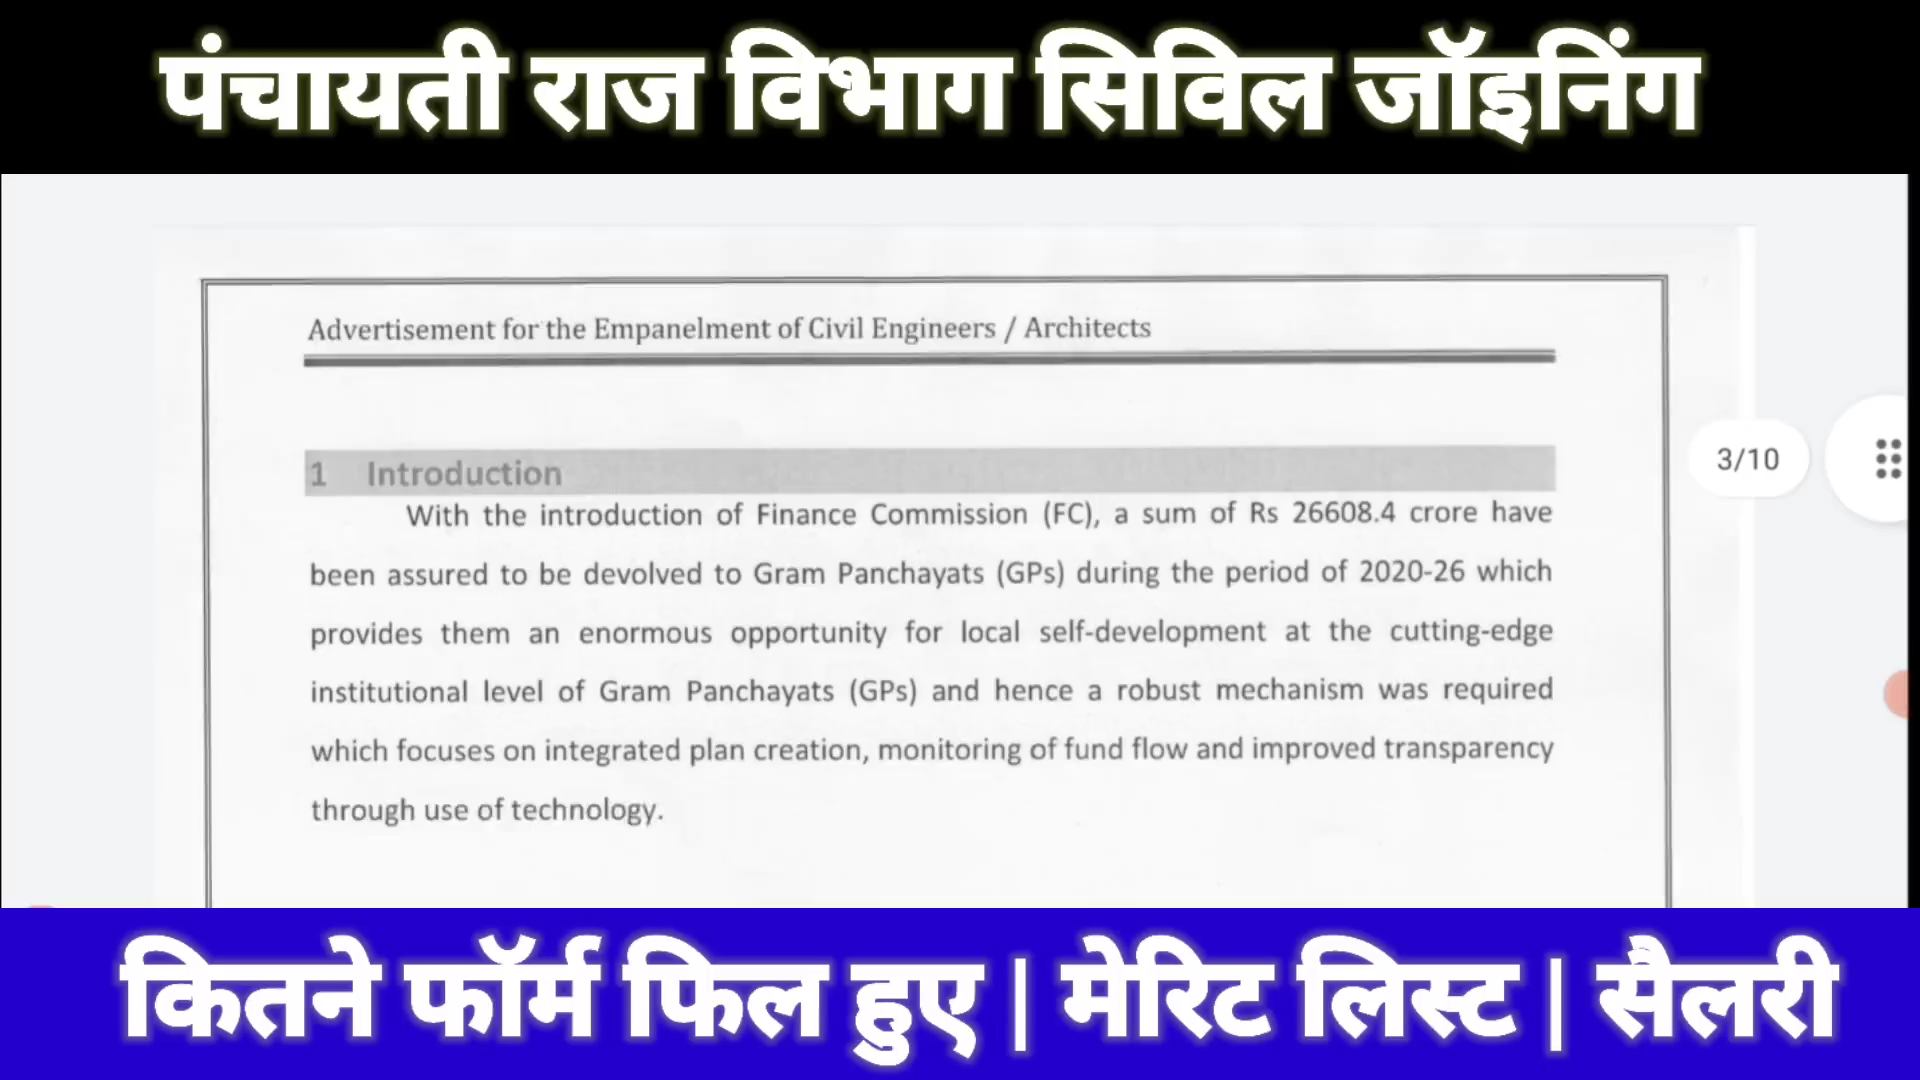 पंचायती राज विभाग सिविल जॉइनिंग
Advertisement for the Empanelment of Civil Engineers / Architects
1 Introduction
With the introduction of Finance Commission (FC), a sum of Rs 26608.4 crore have
been assured to be devolved to Gram Panchayats (GPs) during the period of 2020-26 which
provides them an enormous opportunity for local self-development at the cutting-edge
institutional level of Gram Panchayats (GPs) and hence a robust mechanism was required
which focuses on integrated plan creation, monitoring of fund flow and improved transparency
through use of technology.
3/10
कितने फॉर्म फिल हुए | मेरिट लिस्ट | सैलरी